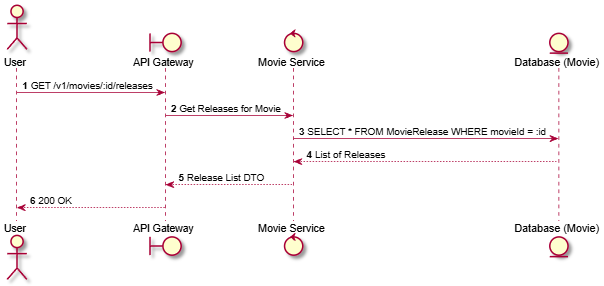 User
API Gateway
Movie Service
Database (Movie)
1 GET /v1/movies/:id/releases
2 Get Releases for Movie
3 SELECT * FROM MovieRelease WHERE movieId = :id
4 List of Releases
5 Release List DTO
6 200 OK
User
API Gateway
Movie Service
Database (Movie)